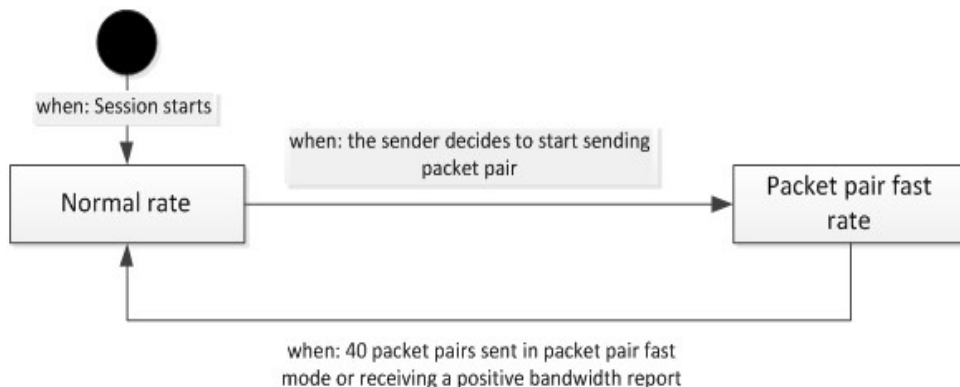 when: Session starts
when: the sender decides to start sending
packet pair
Normal rate
Packet pair fast
rate
when: 40 packet pairs sent in packet pair fast
mode or receiving a positive bandwidth report